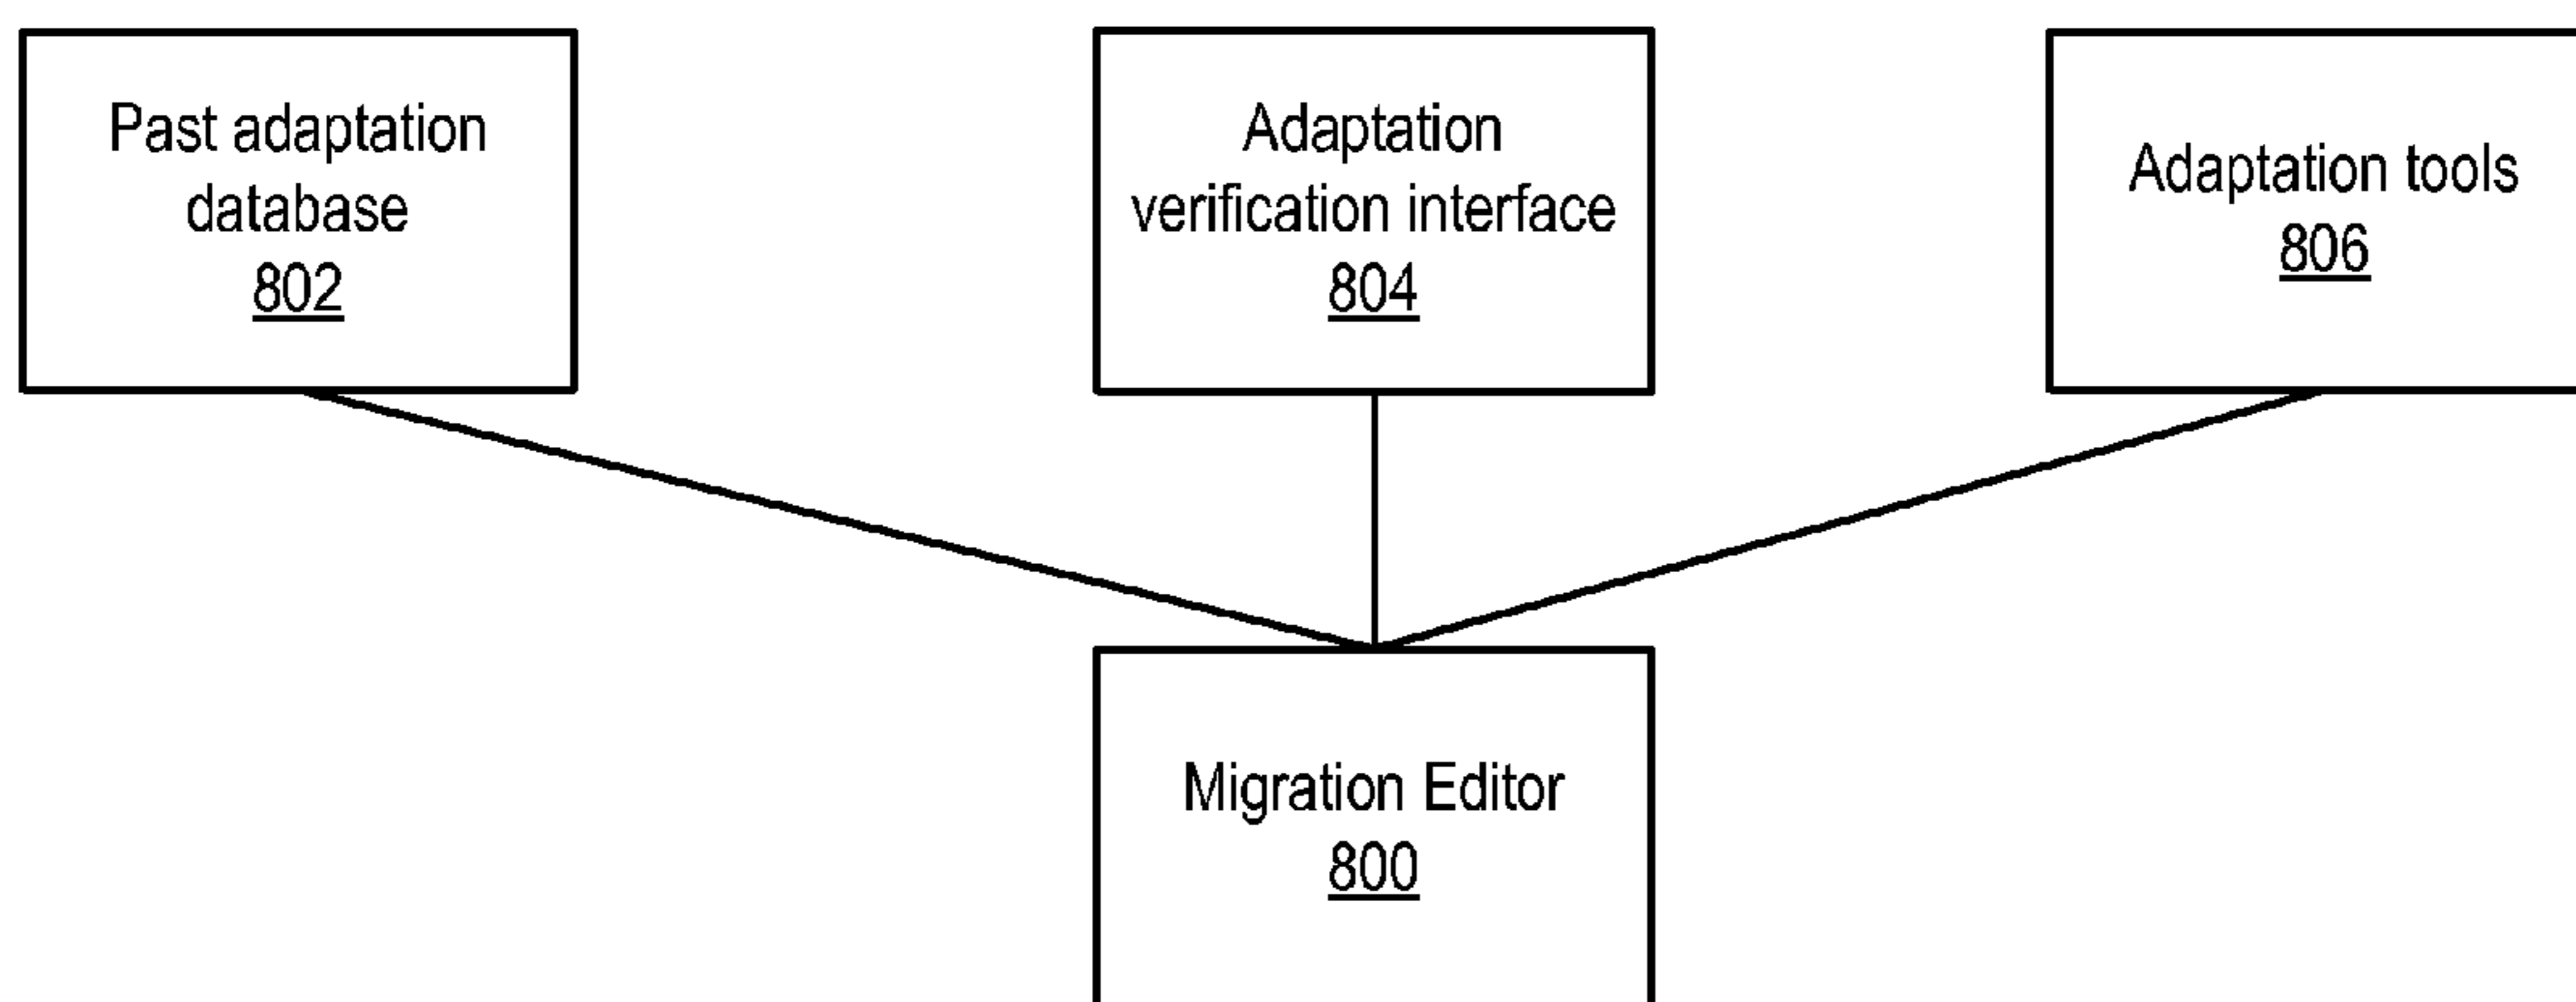 Past adaptation
database
802
Adaptation
verification interface
804
Adaptation tools
806
Migration Editor
800